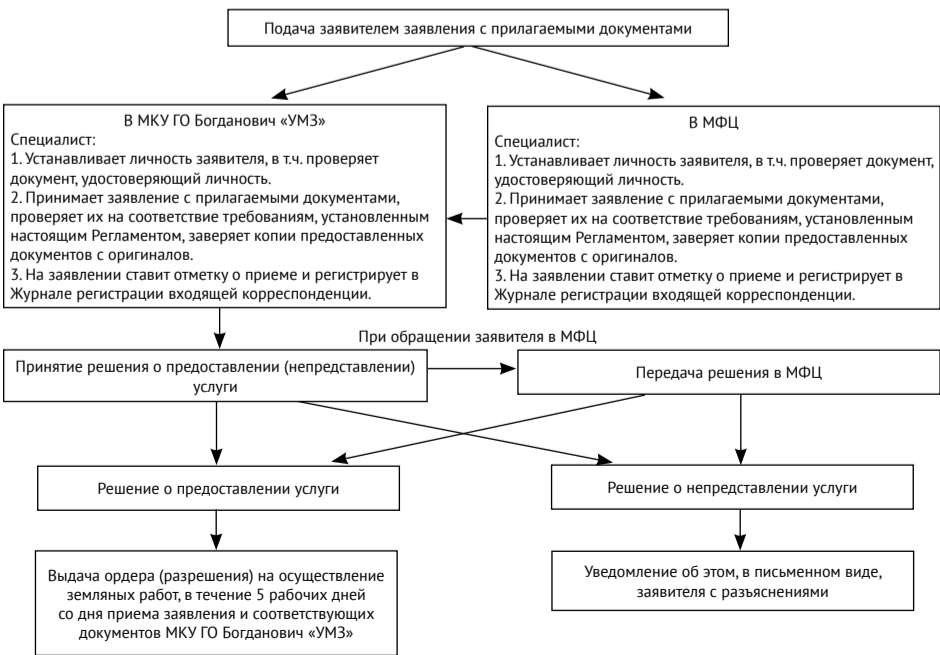 Подача заявителем заявления с прилагаемыми документами
В МКУ ГО Богданович «УМЗ»
Специалист:
1. Устанавливает личность заявителя, в т.ч. проверяет
документ, удостоверяющий личность.
2. Принимает заявление с прилагаемыми документами,
проверяет их на соответствие требованиям, установленным
настоящим Регламентом, заверяет копии предоставленных
документов с оригиналов.
3. На заявлении ставит отметку о приеме и регистрирует в
Журнале регистрации входящей корреспонденции.
В МФЦ
Специалист:
1. Устанавливает личность заявителя, в т.ч. проверяет документ,
удостоверяющий личность.
2. Принимает заявление с прилагаемыми документами,
проверяет их на соответствие требованиям, установленным
настоящим Регламентом, заверяет копии предоставленных
документов с оригиналов.
3. На заявлении ставит отметку о приеме и регистрирует в
Журнале регистрации входящей корреспонденции.
При обращении заявителя в МФЦ
Принятие решения о предоставлении (непредставлении)
услуги
Передача решения в МФЦ
Решение о предоставлении услуги
Решение о непредставлении услуги
Выдача ордера (разрешения) на осуществление
земляных работ, в течение 5 рабочих дней
со дня приема заявления и соответствующих
документов МКУ ГО Богданович «УМЗ»
Уведомление об этом, в письменном виде,
заявителя с разъяснениями